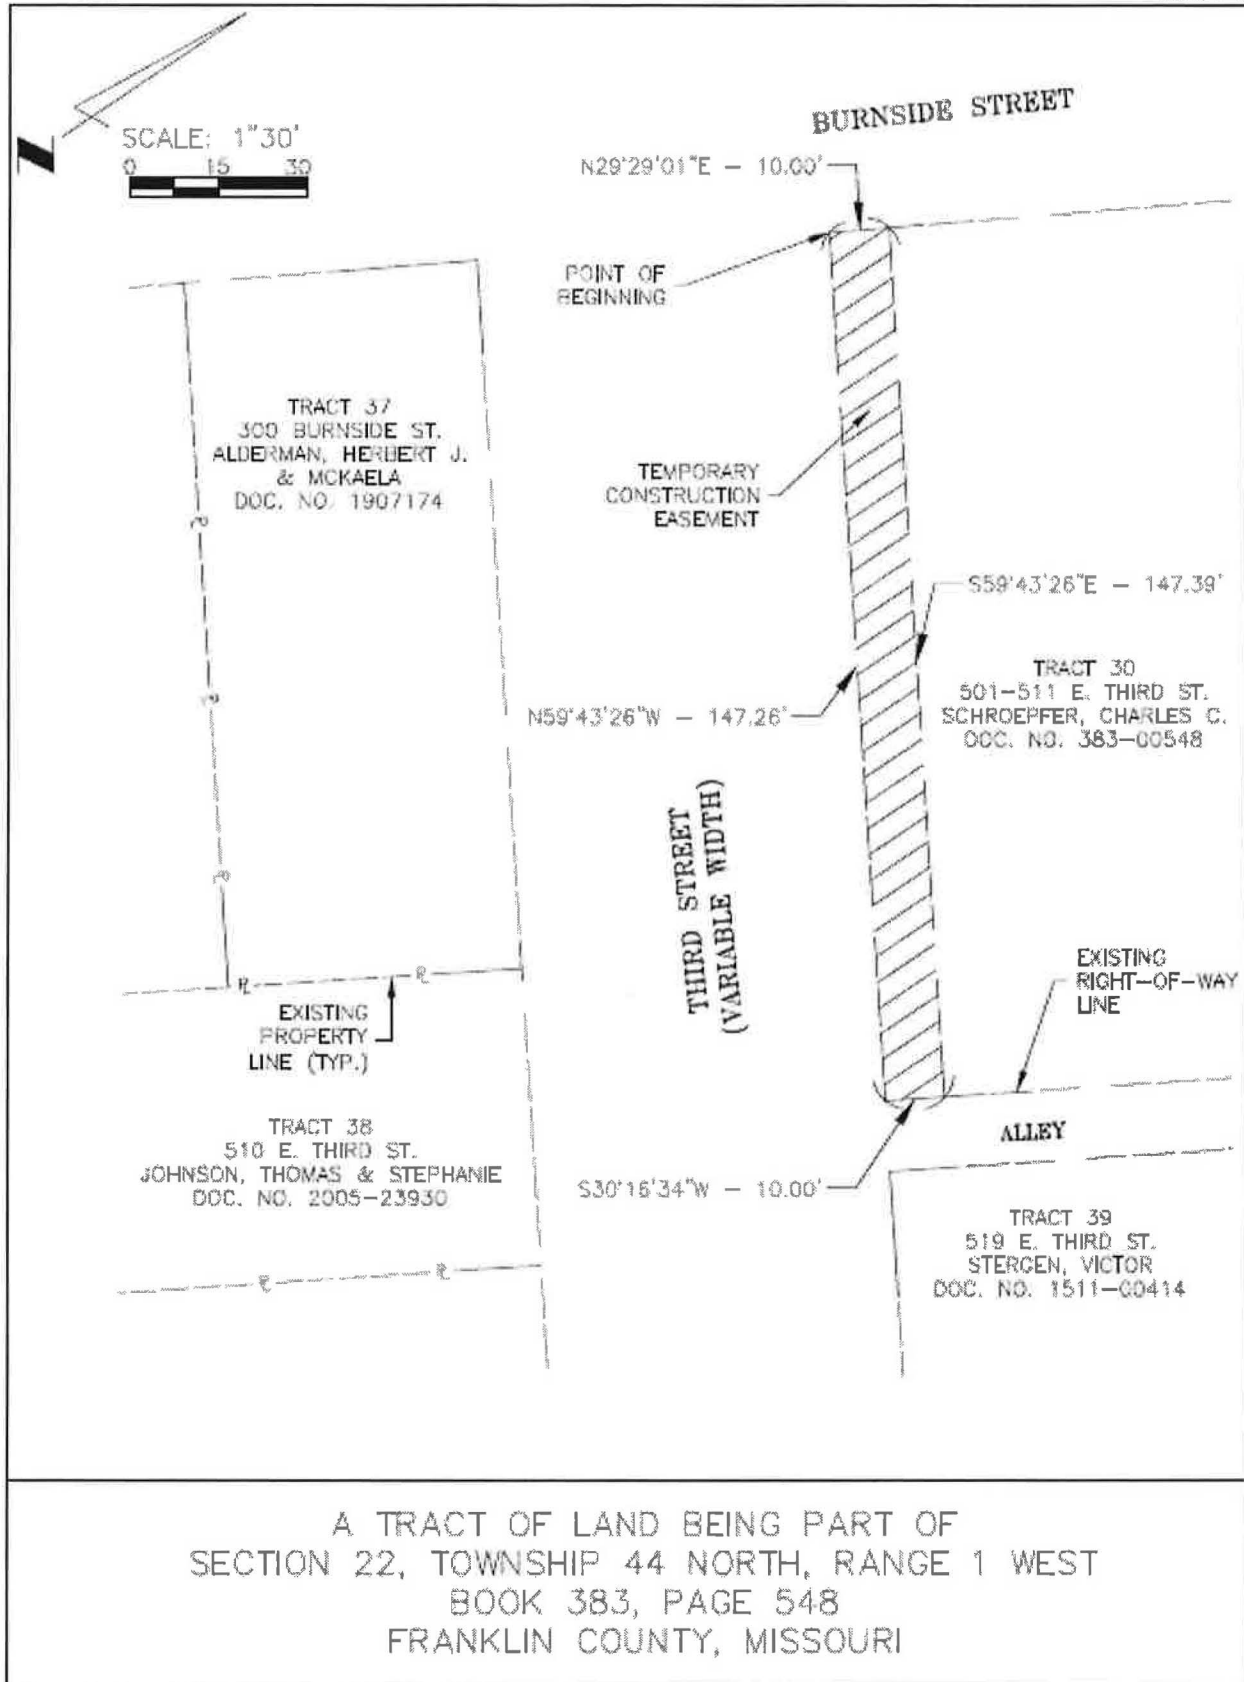 SCALE: 1"30'
0 15 30
BURNSIDE STREET
N29°29'01"E — 10.00'
POINT OF
BEGINNING
TRACT 37
300 BURNSIDE ST.
ALDERMAN, HERBERT J.
& MCKAELA
DOC. NO. 1907174
TEMPORARY
CONSTRUCTION
EASEMENT
S59°43'26"E — 147.39'
TRACT 30
501-511 E. THIRD ST.
SCHROEPFER, CHARLES C.
DOC. NO. 383-00548
N59°43'26"W — 147.26'
THIRD STREET
(VARIABLE WIDTH)
EXISTING
RIGHT-OF-WAY
LINE
EXISTING
PROPERTY
LINE (TYP.)
ALLEY
TRACT 38
510 E. THIRD ST.
JOHNSON, THOMAS & STEPHANIE
DOC. NO. 2005-23930
S30°16'34"W — 10.00'
TRACT 39
519 E. THIRD ST.
STERGEN, VICTOR
DOC. NO. 1511-00414
A TRACT OF LAND BEING PART OF
SECTION 22, TOWNSHIP 44 NORTH, RANGE 1 WEST
BOOK 383, PAGE 548
FRANKLIN COUNTY, MISSOURI